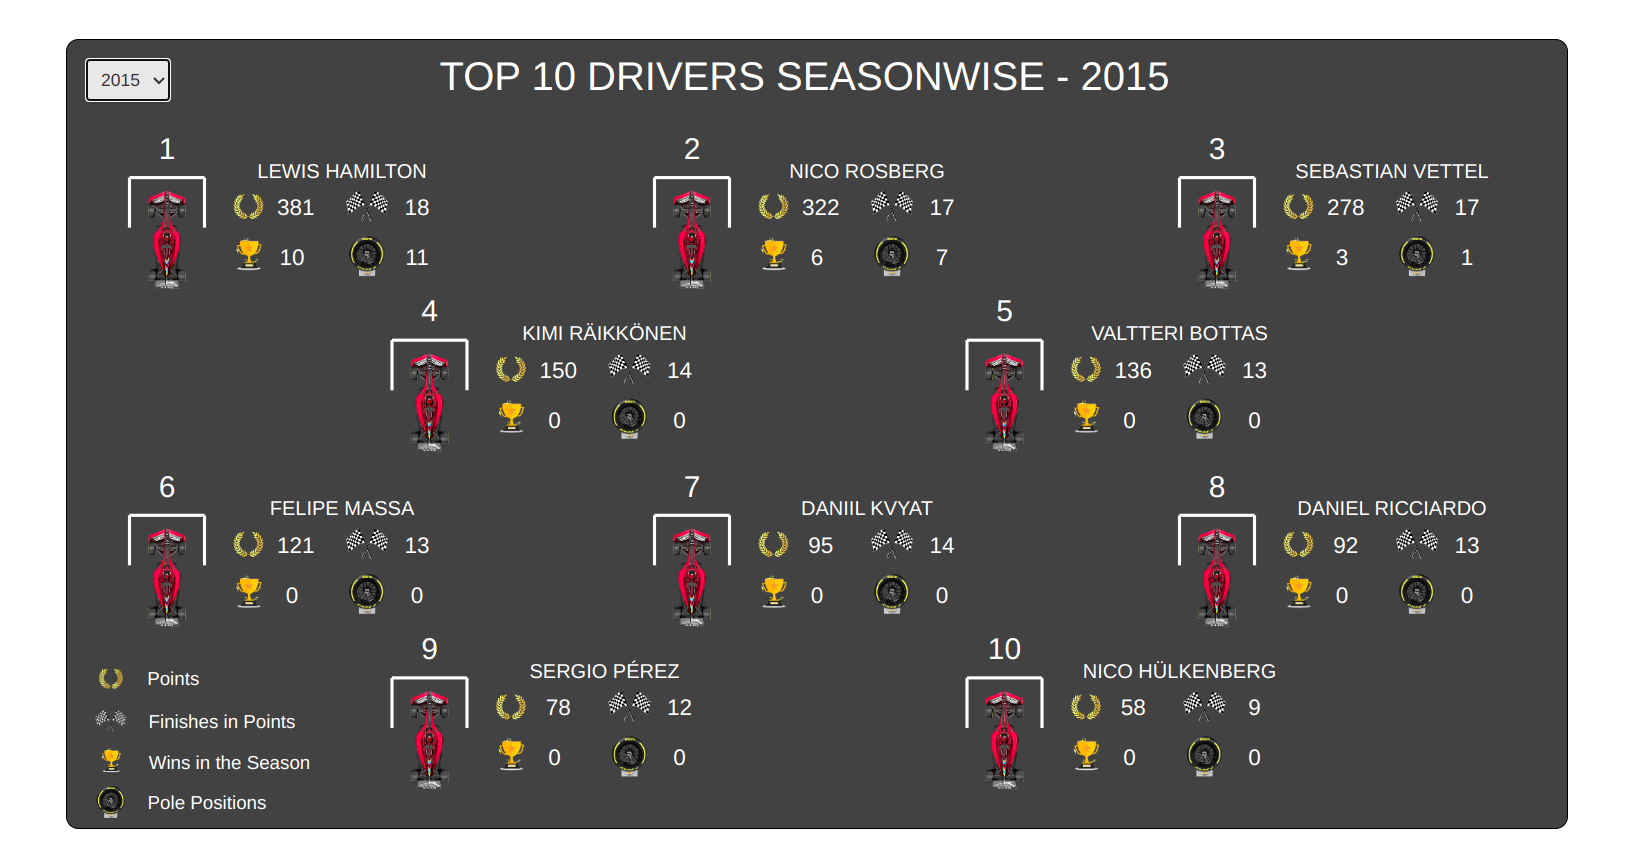 2015
TOP 10 DRIVERS SEASONWISE - 2015
1
LEWIS HAMILTON
381 18
10 11
2
NICO ROSBERG
322 17
6 7
3
SEBASTIAN VETTEL
278 17
3 1
4
KIMI RÄIKKÖNEN
150 14
0 0
5
VALTTERI BOTTAS
136 13
0 0
6
FELIPE MASSA
121 13
0 0
7
DANIIL KVYAT
95 14
0 0
8
DANIEL RICCIARDO
92 13
0 0
9
SERGIO PÉREZ
78 12
0 0
10
NICO HÜLKENBERG
58 9
0 0
Points
Finishes in Points
Wins in the Season
Pole Positions